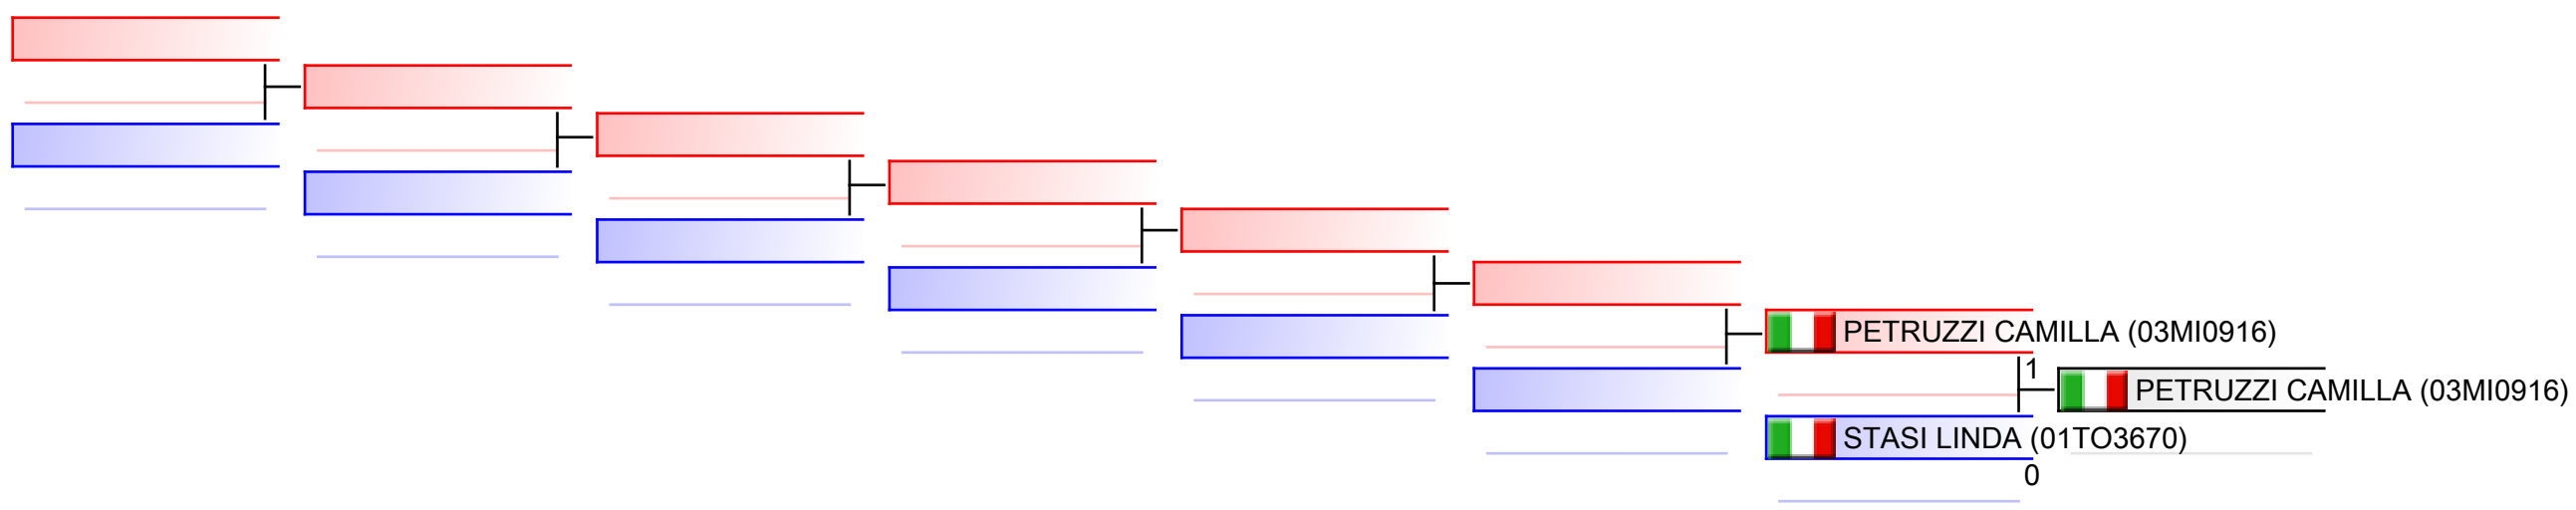 PETRUZZI CAMILLA (03MI0916)
1
PETRUZZI CAMILLA (03MI0916)
STASI LINDA (01TO3670)
0